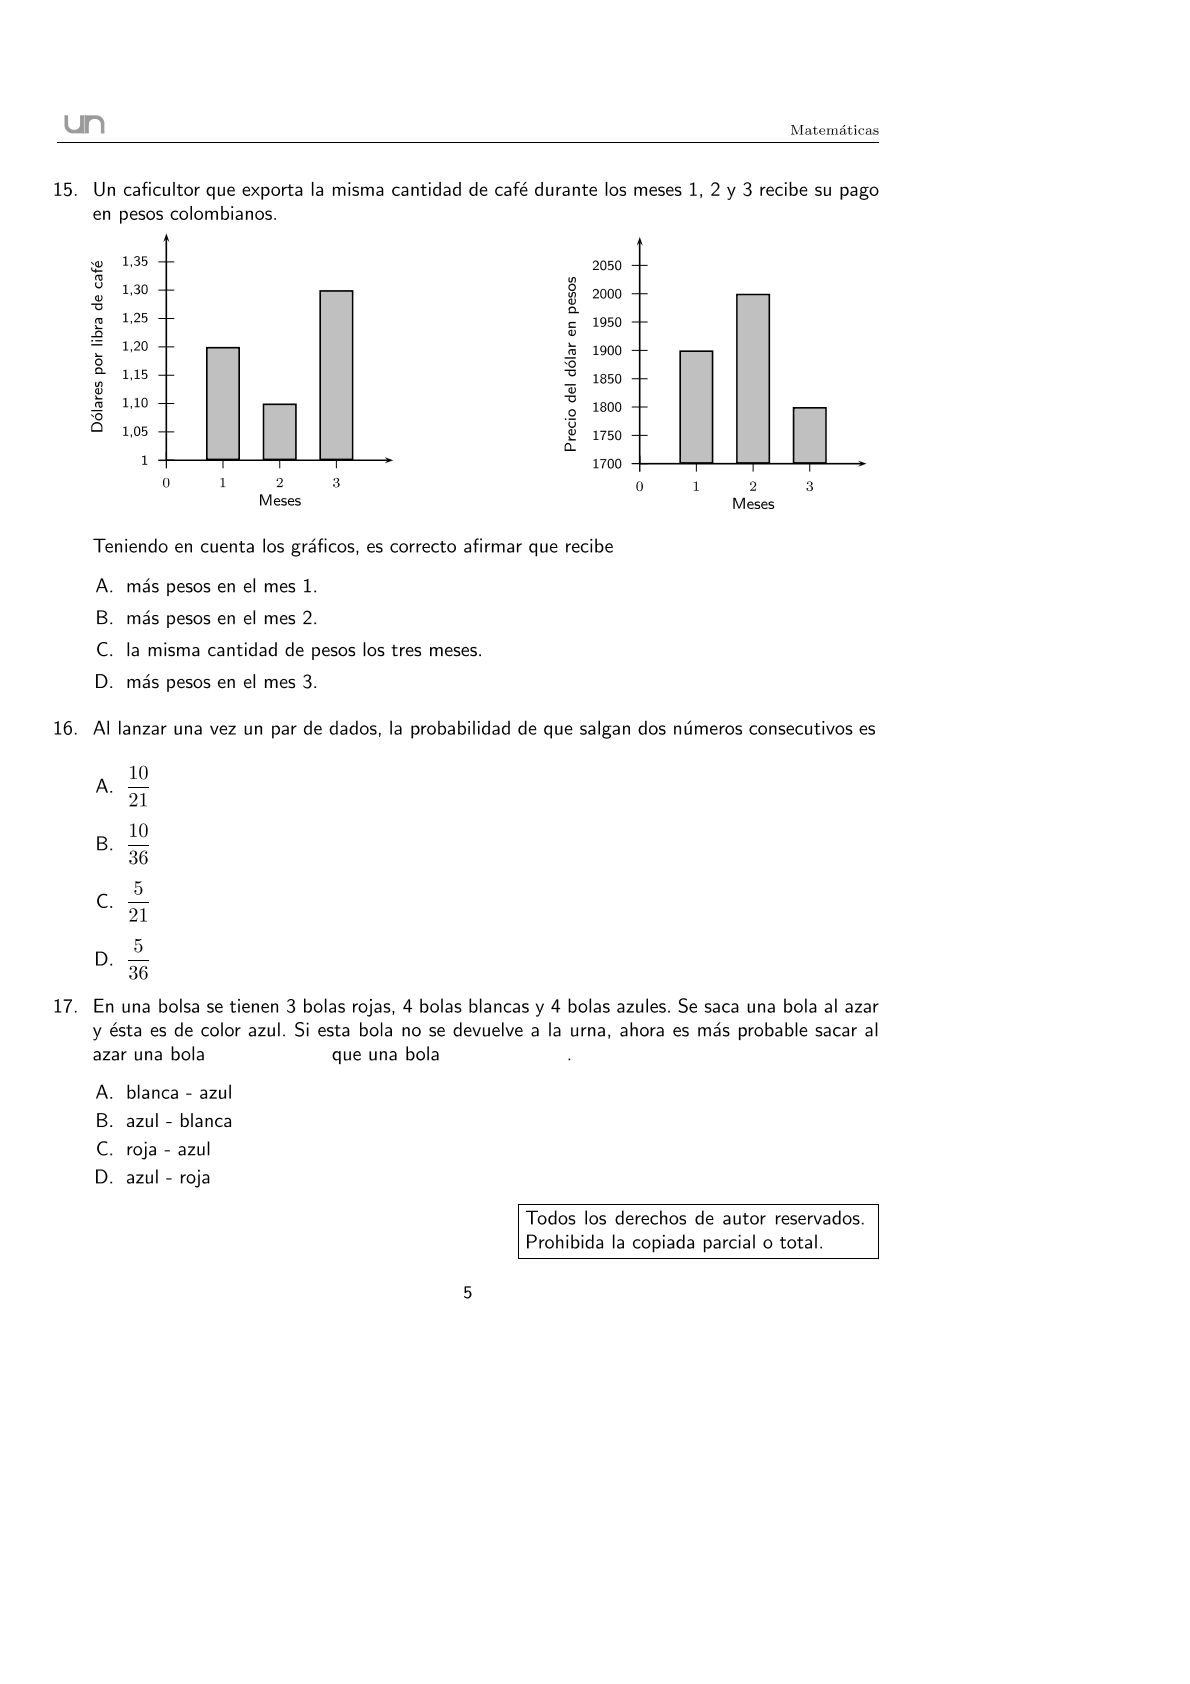 un
Matemáticas
15. Un caficultor que exporta la misma cantidad de café durante los meses 1, 2 y 3 recibe su pago
en pesos colombianos.
Dólares por libra de café
1,35
1,30
1,25
1,20
1,15
1,10
1,05
1
0 1 2 3
Meses
Precio del dólar en pesos
2050
2000
1950
1900
1850
1800
1750
1700
0 1 2 3
Meses
Teniendo en cuenta los gráficos, es correcto afirmar que recibe
A. más pesos en el mes 1.
B. más pesos en el mes 2.
C. la misma cantidad de pesos los tres meses.
D. más pesos en el mes 3.
16. Al lanzar una vez un par de dados, la probabilidad de que salgan dos números consecutivos es
A. 10/21
B. 10/36
C. 5/21
D. 5/36
17. En una bolsa se tienen 3 bolas rojas, 4 bolas blancas y 4 bolas azules. Se saca una bola al azar
y ésta es de color azul. Si esta bola no se devuelve a la urna, ahora es más probable sacar al
azar una bola que una bola .
A. blanca - azul
B. azul - blanca
C. roja - azul
D. azul - roja
Todos los derechos de autor reservados.
Prohibida la copiada parcial o total.
5